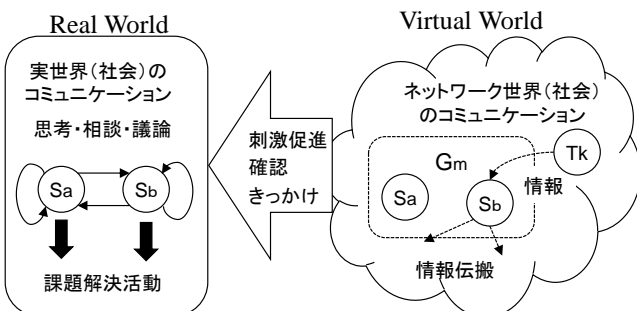 Real World
実世界(社会)の
コミュニケーション
思考・相談・議論
Sa
Sb
課題解決活動
刺激促進
確認
きっかけ
Virtual World
ネットワーク世界(社会)
のコミュニケーション
Gm
Tk
Sa
Sb
情報
情報伝搬